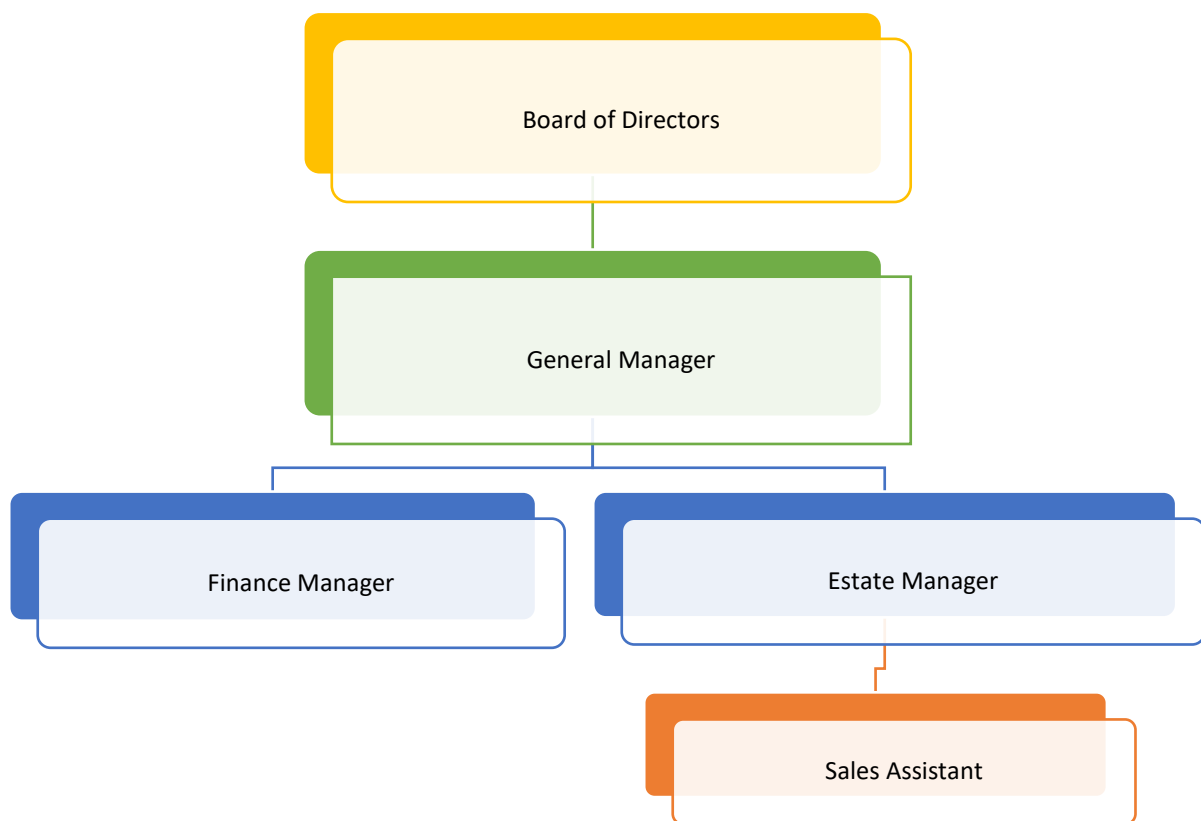 Board of Directors
General Manager
Finance Manager
Estate Manager
Sales Assistant